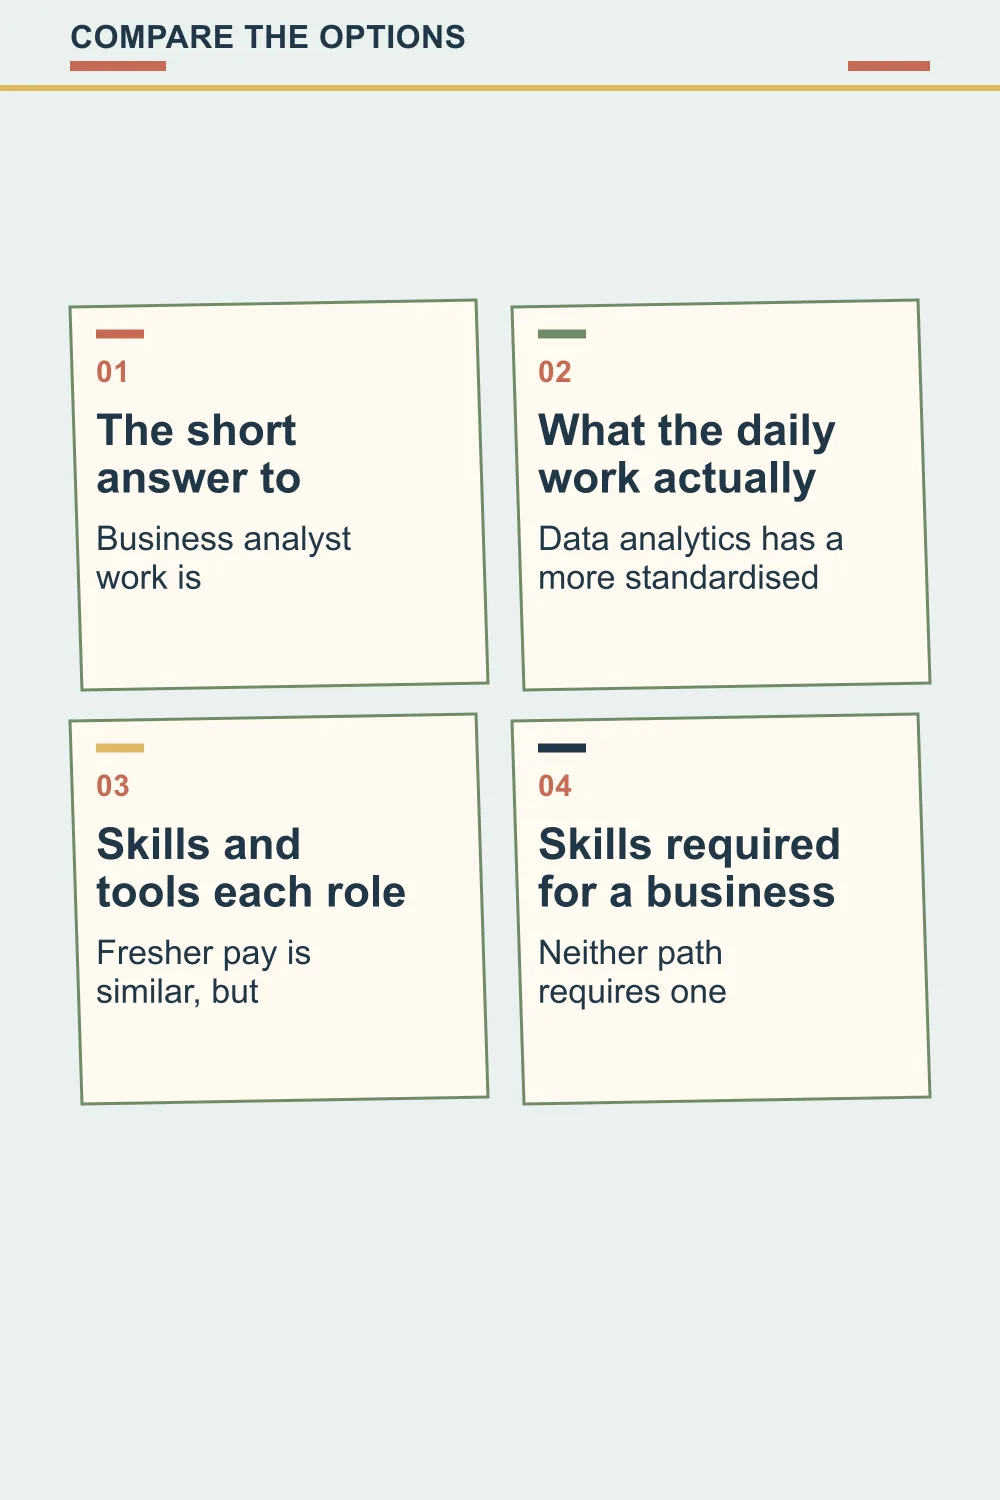 COMPARE THE OPTIONS
01
The short
answer to
Business analyst
work is
02
What the daily
work actually
Data analytics has a
more standardised
03
Skills and
tools each role
Fresher pay is
similar, but
04
Skills required
for a business
Neither path
requires one